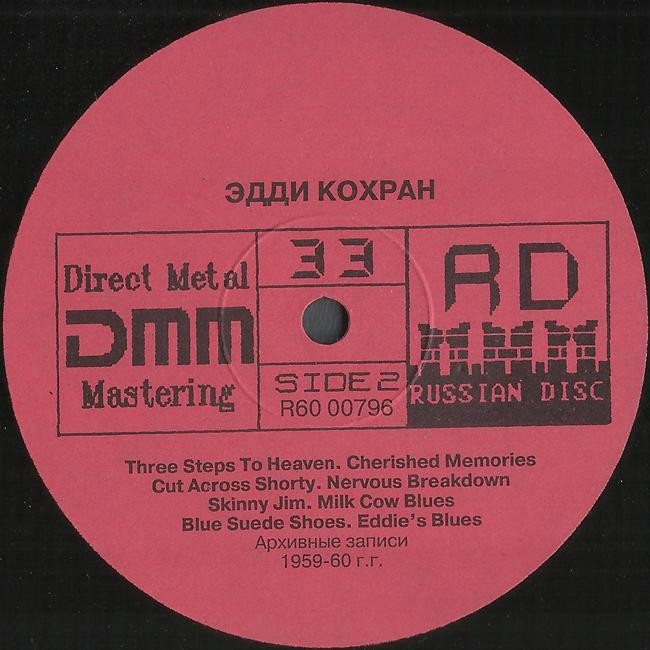 ЭДДИ КОХРАН
Direct Metal
DMM
Mastering
33
SIDE 2
R60 00796
RD
RUSSIAN DISC
Three Steps To Heaven. Cherished Memories
Cut Across Shorty. Nervous Breakdown
Skinny Jim. Milk Cow Blues
Blue Suede Shoes. Eddie's Blues
Архивные записи
1959-60 г.г.